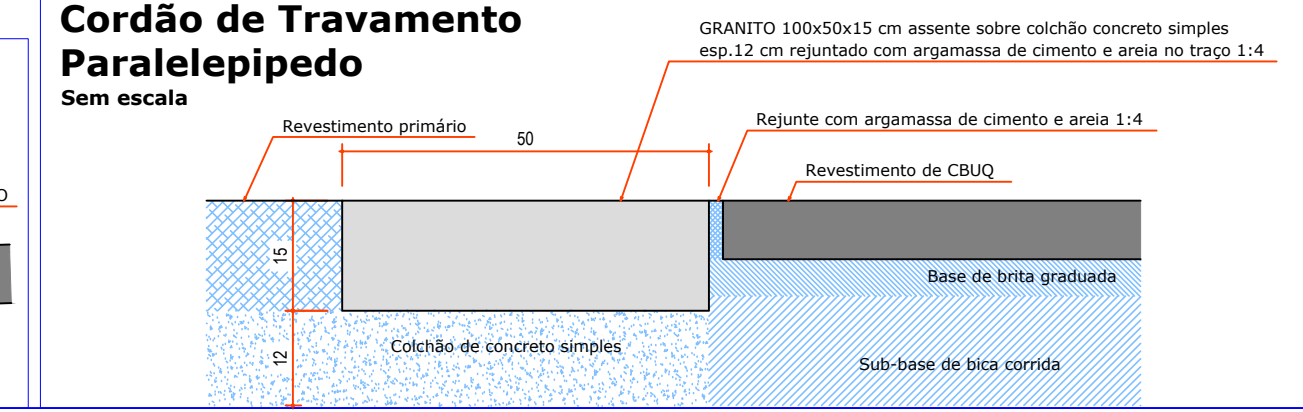 Cordão de Travamento
Paralelepipedo
Sem escala
GRANITO 100x50x15 cm assente sobre colchão concreto simples
esp.12 cm rejuntado com argamassa de cimento e areia no traço 1:4
Revestimento primário
50
Rejunte com argamassa de cimento e areia 1:4
Revestimento de CBUQ
O
15
Base de brita graduada
Colchão de concreto simples
12
Sub-base de bica corrida